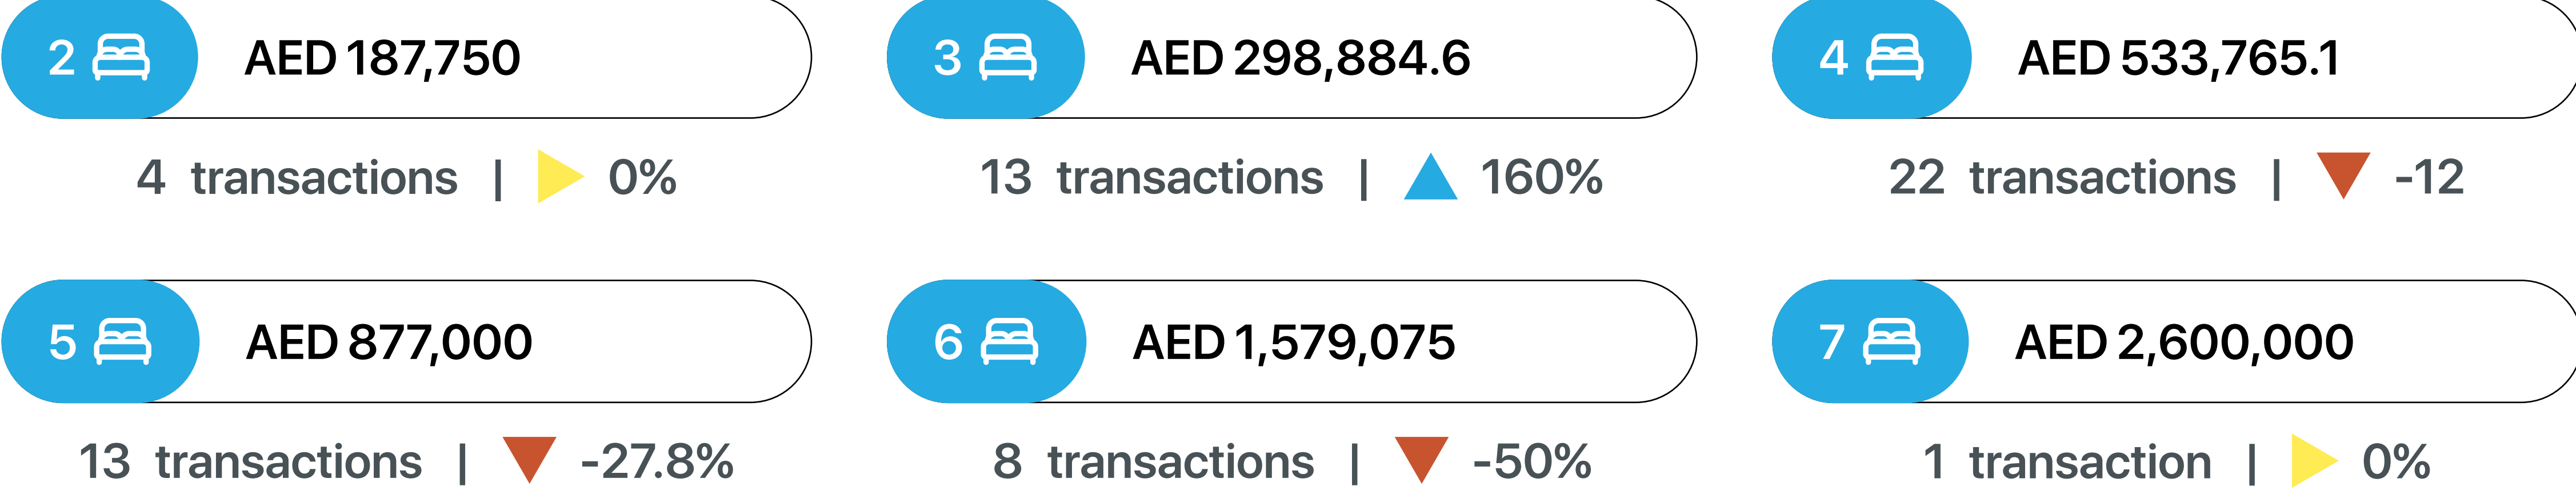 2 AED 187,750
3 AED 298,884.6
4 AED 533,765.1
4 transactions | 0%
13 transactions | 160%
22 transactions | -12
5 AED 877,000
6 AED 1,579,075
7 AED 2,600,000
13 transactions | -27.8%
8 transactions | -50%
1 transaction | 0%